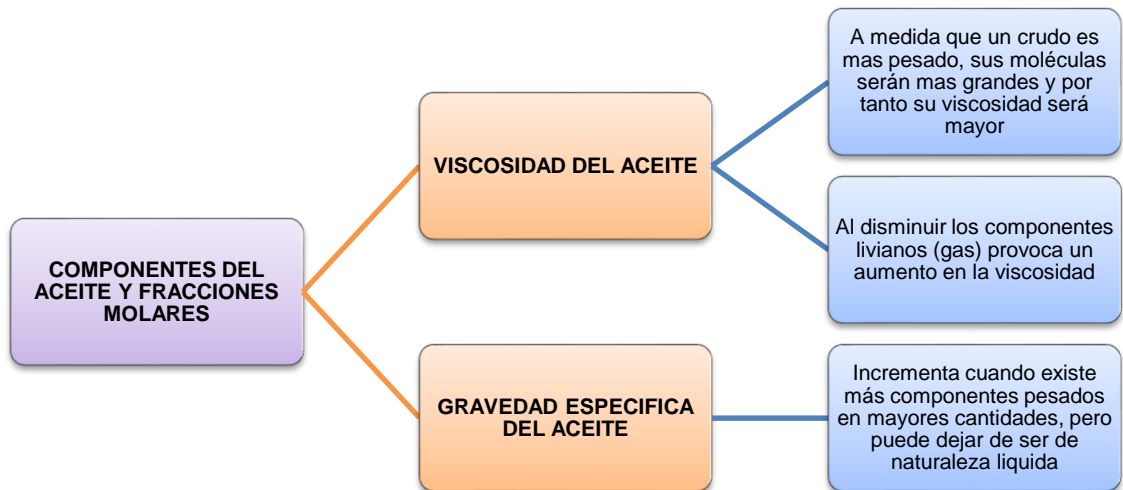 COMPONENTES DEL
ACEITE Y FRACCIONES
MOLARES
VISCOSIDAD DEL ACEITE
A medida que un crudo es
mas pesado, sus moléculas
serán mas grandes y por
tanto su viscosidad será
mayor
Al disminuir los componentes
livianos (gas) provoca un
aumento en la viscosidad
GRAVEDAD ESPECIFICA
DEL ACEITE
Incrementa cuando existe
más componentes pesados
en mayores cantidades, pero
puede dejar de ser de
naturaleza liquida